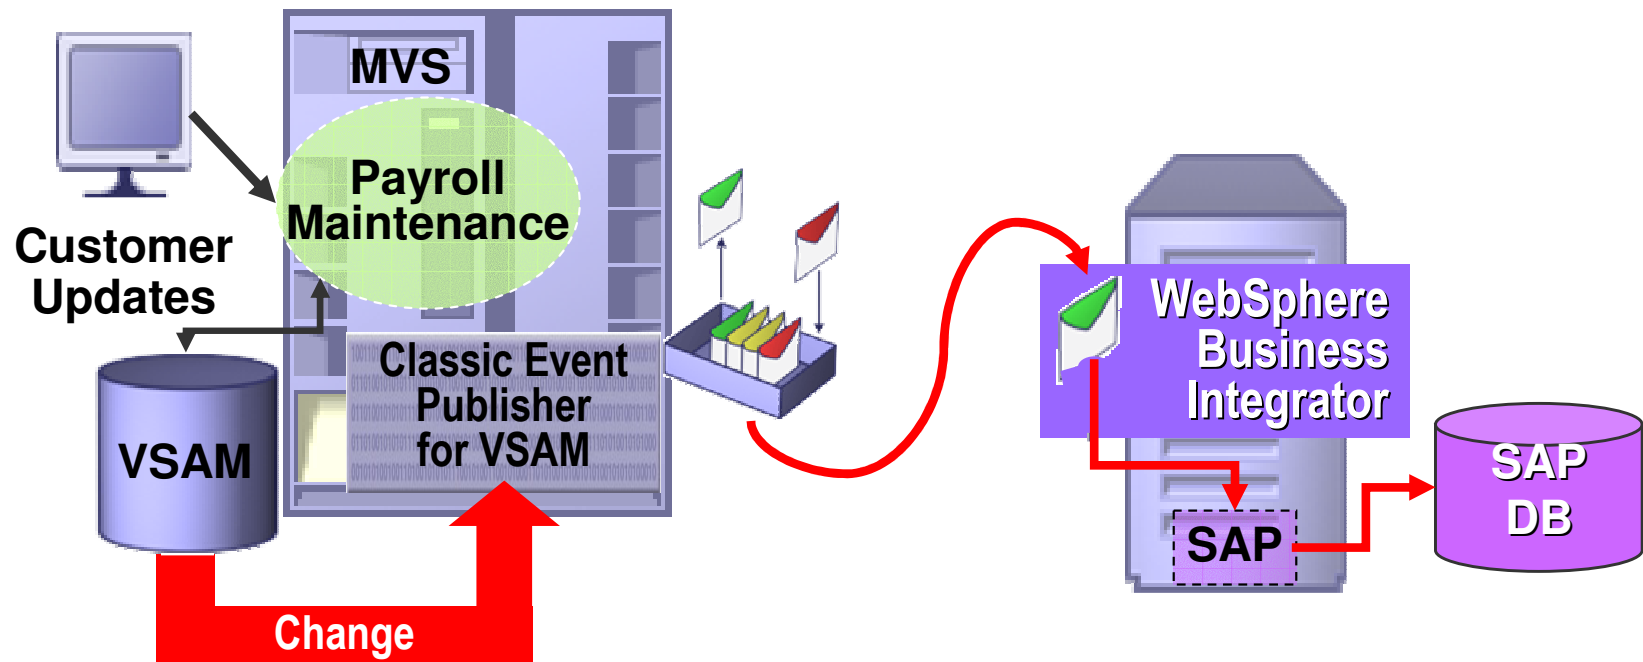 MVS
Payroll
Maintenance
Customer
Updates
Classic Event
Publisher
for VSAM
VSAM
Change
WebSphere
Business
Integrator
SAP
SAP
DB